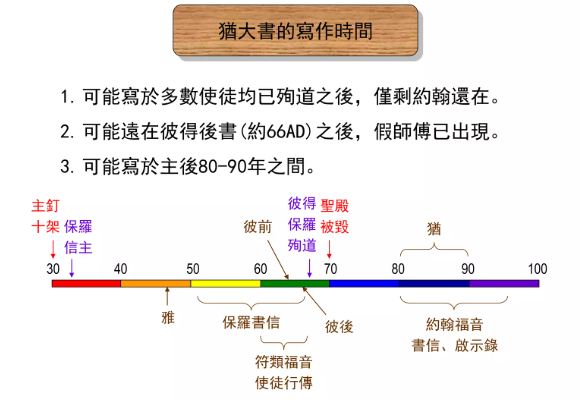 猶大書的寫作時間
1. 可能寫於多數使徒均已殉道之後，僅剩約翰還在。
2. 可能遠在彼得後書(約66AD)之後，假師傅已出現。
3. 可能寫於主後80-90年之間。
主釘
十架
保羅
信主
彼前
彼得
保羅
殉道
聖殿
被毀
猶
30 40 50 60 70 80 90 100
雅
保羅書信
彼後
約翰福音
書信、啟示錄
符類福音
使徒行傳